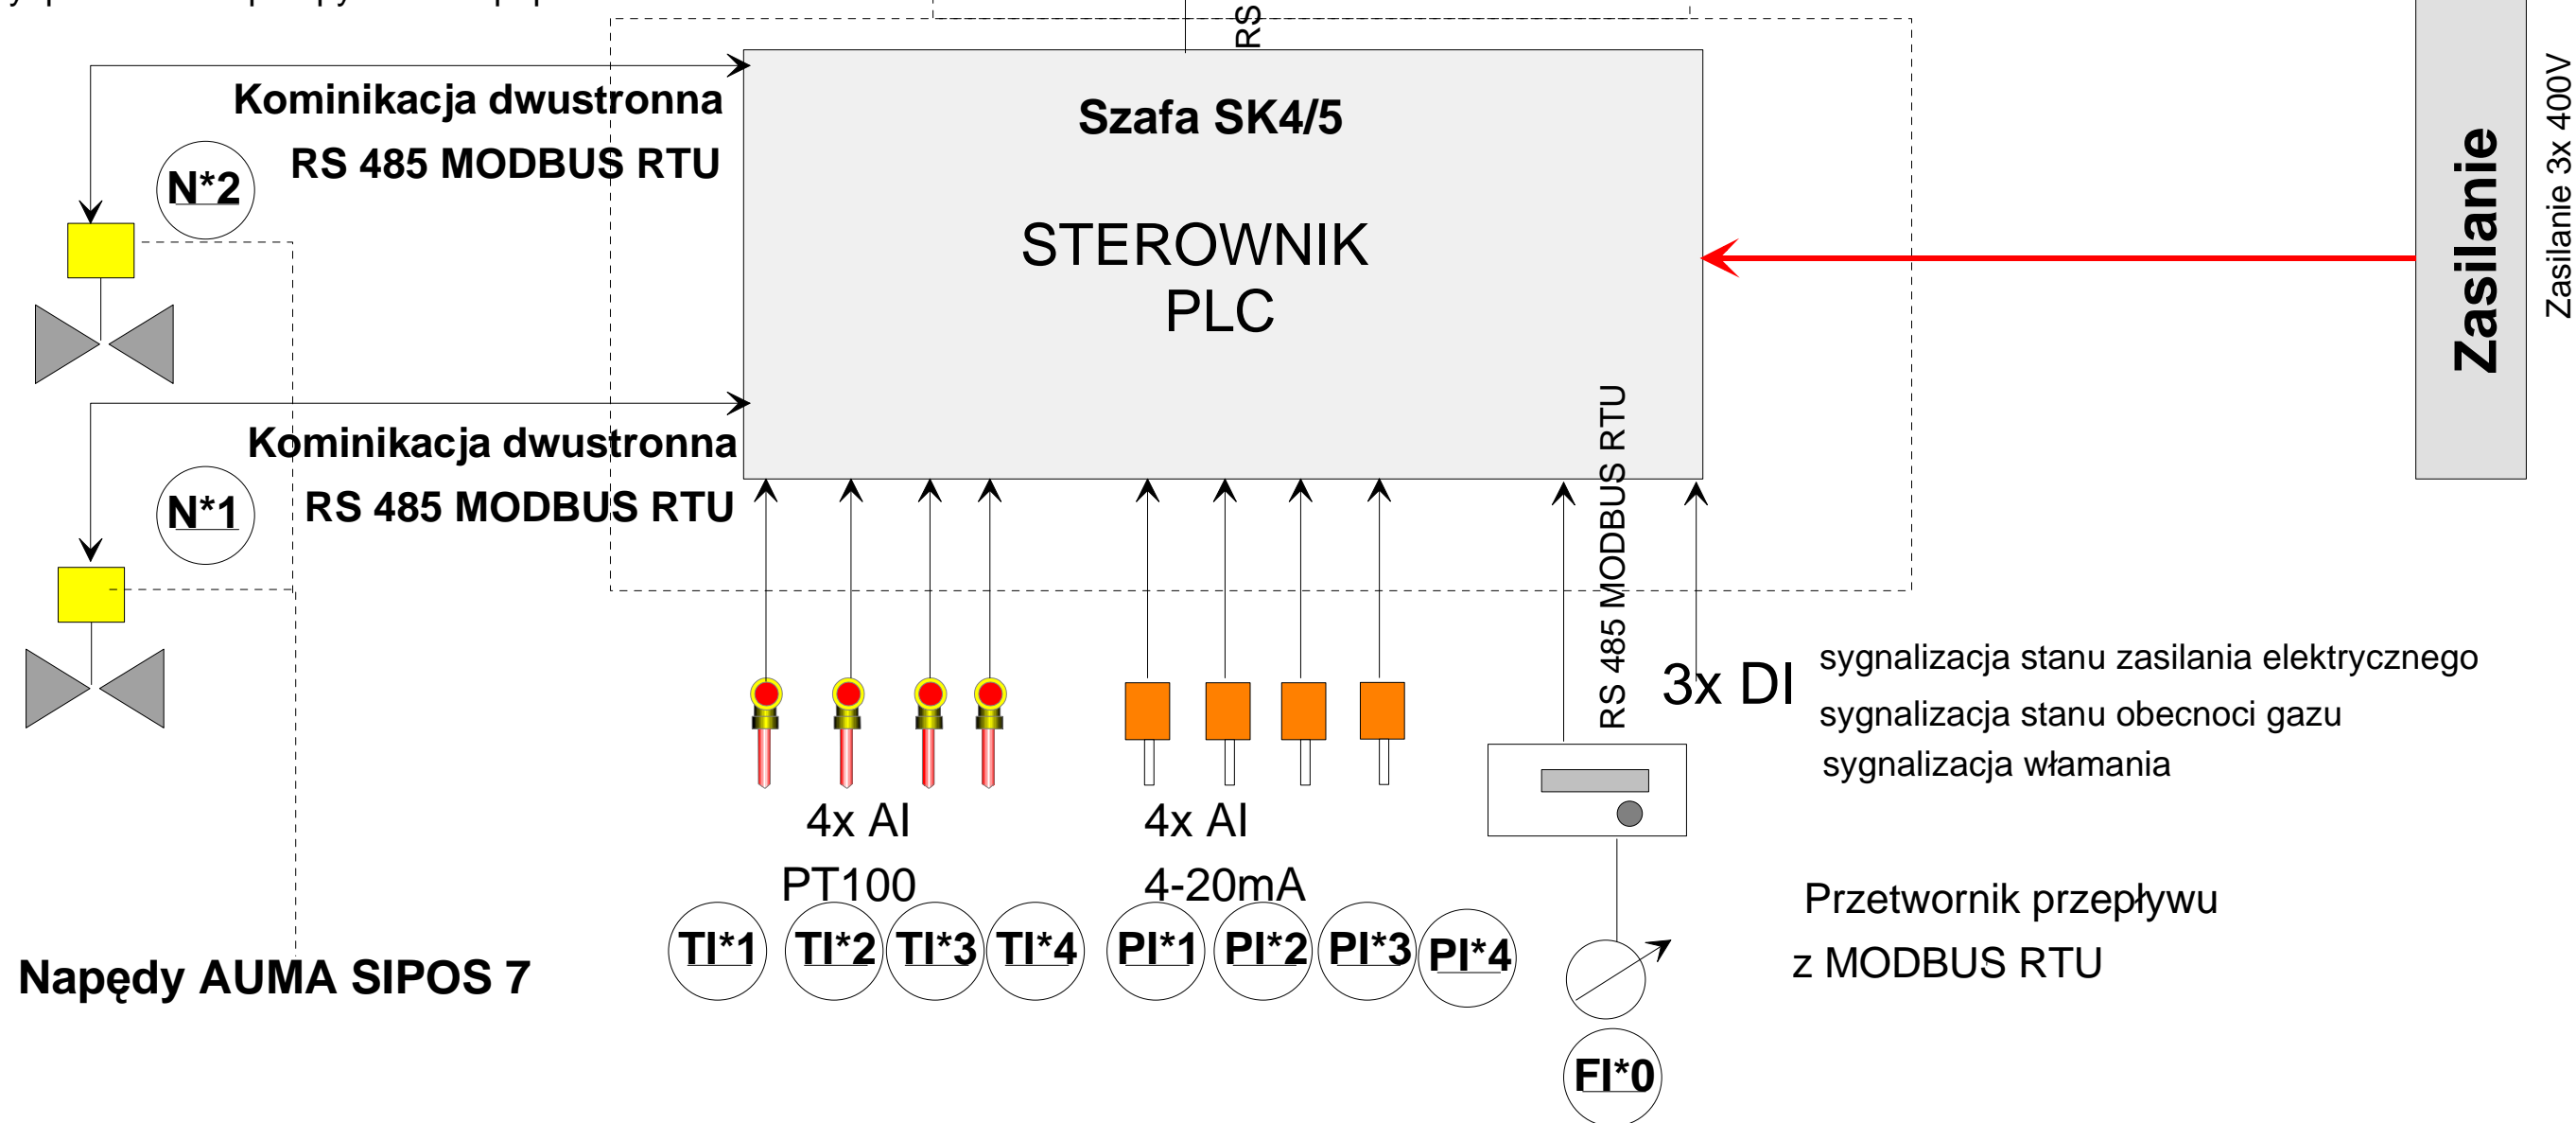 RS
Kominikacja dwustronna
RS 485 MODBUS RTU
N*2
Szafa SK4/5
STEROWNIK
PLC
Zasilanie
Zasilanie 3x 400V
Kominikacja dwustronna
RS 485 MODBUS RTU
N*1
RS 485 MODBUS RTU
3x DI
sygnalizacja stanu zasilania elektrycznego
sygnalizacja stanu obecnoci gazu
sygnalizacja włamania
4x AI
PT100
4x AI
4-20mA
TI*1 TI*2 TI*3 TI*4 PI*1 PI*2 PI*3 PI*4
Przetwornik przepływu
z MODBUS RTU
Napędy AUMA SIPOS 7
FI*0